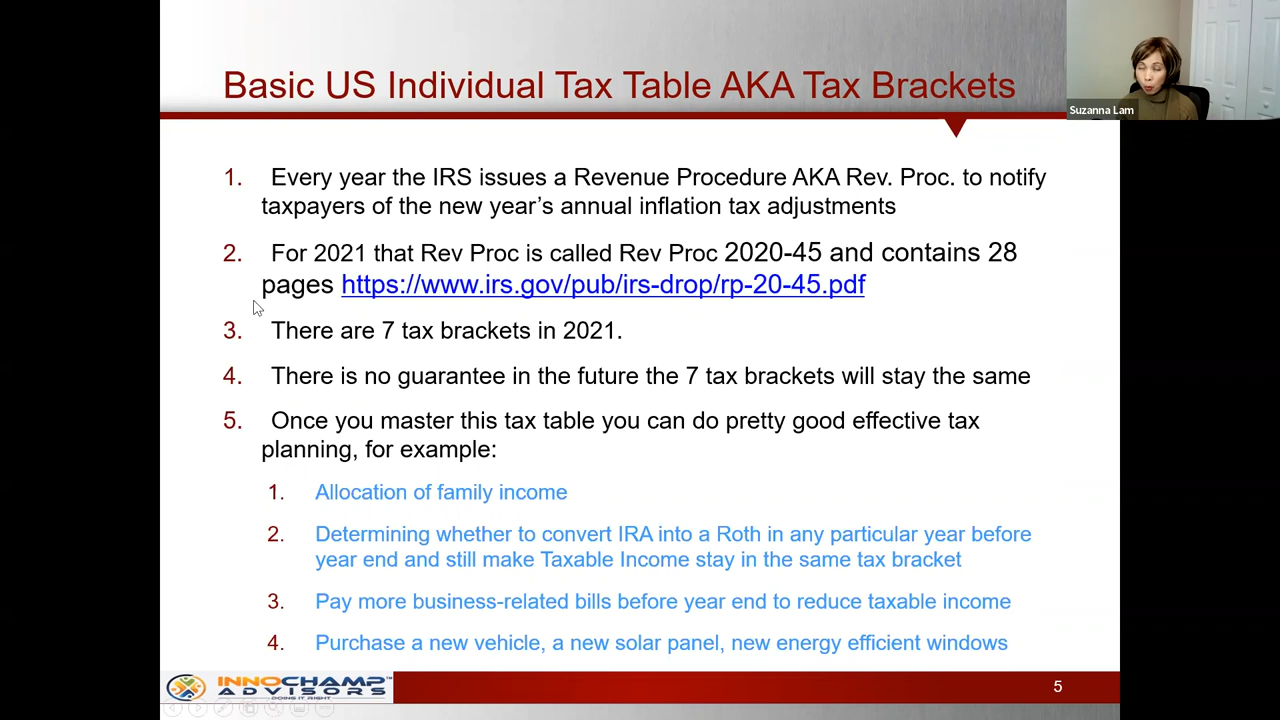 Basic US Individual Tax Table AKA Tax Brackets
Suzanna Lam
1. Every year the IRS issues a Revenue Procedure AKA Rev. Proc. to notify
taxpayers of the new year’s annual inflation tax adjustments
2. For 2021 that Rev Proc is called Rev Proc 2020-45 and contains 28
pages https://www.irs.gov/pub/irs-drop/rp-20-45.pdf
3. There are 7 tax brackets in 2021.
4. There is no guarantee in the future the 7 tax brackets will stay the same
5. Once you master this tax table you can do pretty good effective tax
planning, for example:
1. Allocation of family income
2. Determining whether to convert IRA into a Roth in any particular year before
year end and still make Taxable Income stay in the same tax bracket
3. Pay more business-related bills before year end to reduce taxable income
4. Purchase a new vehicle, a new solar panel, new energy efficient windows
INNOCHAMP
ADVISORS
DOING IT RIGHT
5